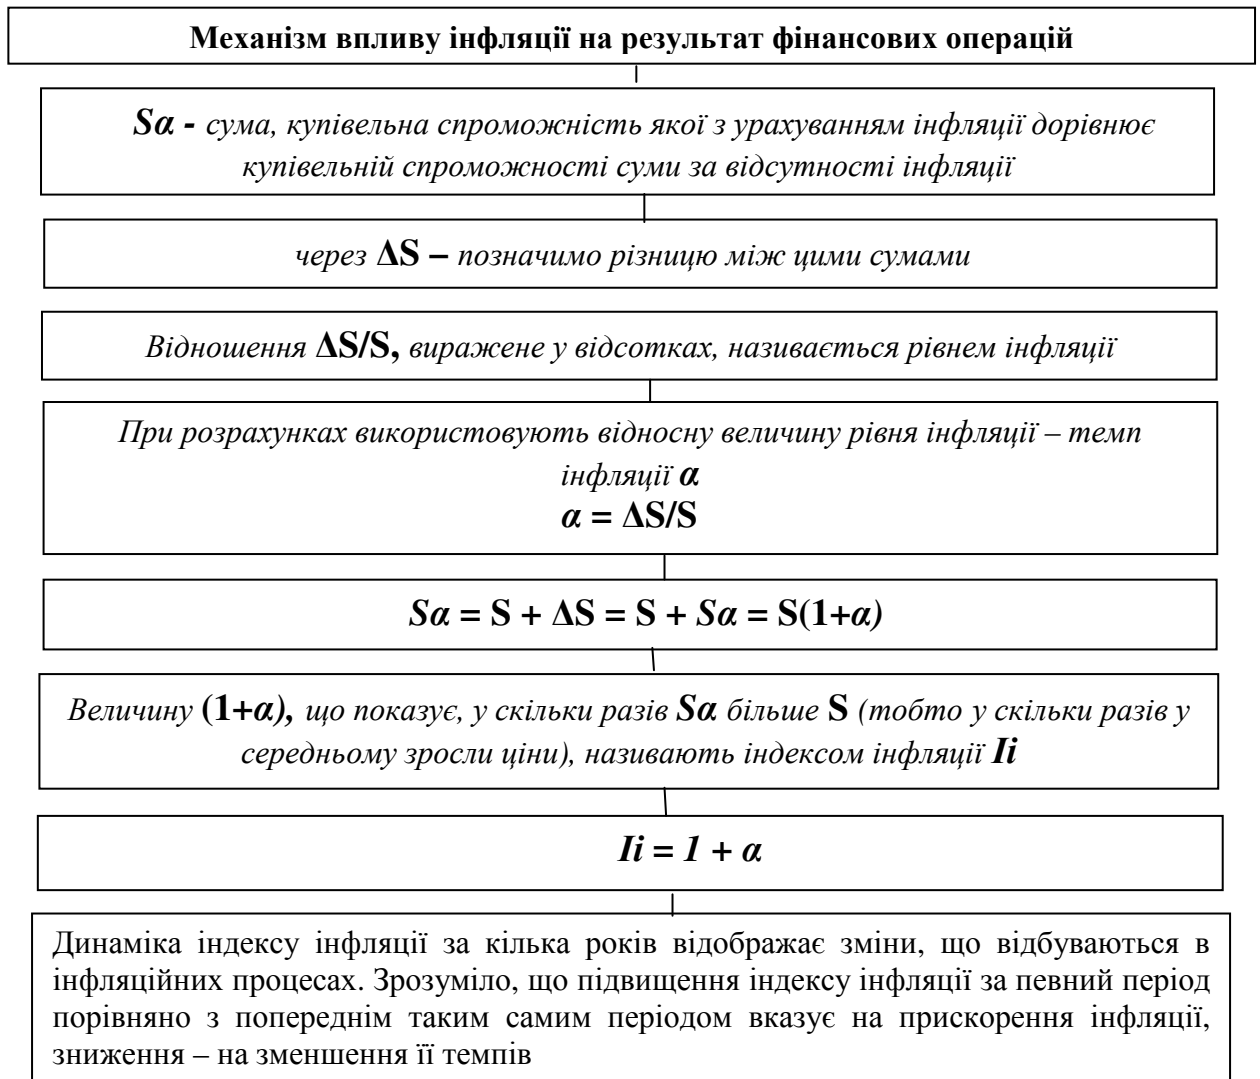 Механізм впливу інфляції на результат фінансових операцій
Sα - сума, купівельна спроможність якої з урахуванням інфляції дорівнює
купівельній спроможності суми за відсутності інфляції
через ΔS – позначимо різницю між цими сумами
Відношення ΔS/S, виражене у відсотках, називається рівнем інфляції
При розрахунках використовують відносну величину рівня інфляції – темп
інфляції α
α = ΔS/S
Sα = S + ΔS = S + Sα = S(1+α)
Величину (1+α), що показує, у скільки разів Sα більше S (тобто у скільки разів у
середньому зросли ціни), називають індексом інфляції Ii
Ii = 1 + α
Динаміка індексу інфляції за кілька років відображає зміни, що відбуваються в
інфляційних процесах. Зрозуміло, що підвищення індексу інфляції за певний період
порівняно з попереднім таким самим періодом вказує на прискорення інфляції,
зниження – на зменшення її темпів